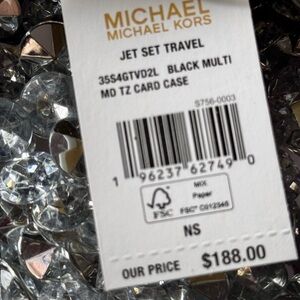 MICHAEL
MICHAEL KORS
JET SET TRAVEL
35S4GTVD2L BLACK MULTI
MD TZ CARD CASE
S756-0003
1 96237 62749 0
FSC
MIX
Paper
FSC® C012345
NS
OUR PRICE $188.00